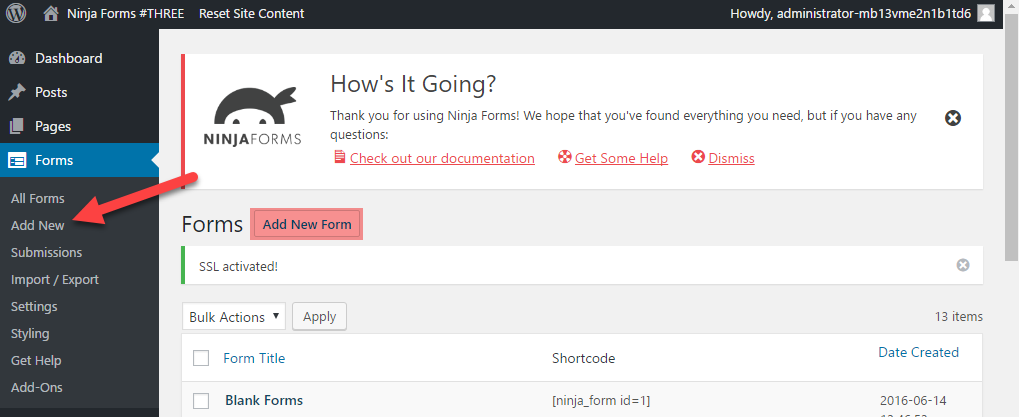 Ninja Forms #THREE Reset Site Content Howdy, administrator-mb13vme2n1b1td6
Dashboard
Posts
Pages
Forms
All Forms
Add New
Submissions
Import / Export
Settings
Styling
Get Help
Add-Ons
NINJAFORMS
How's It Going?
Thank you for using Ninja Forms! We hope that you've found everything you need, but if you have any
questions:
Check out our documentation Get Some Help Dismiss
Forms Add New Form
SSL activated!
Bulk Actions Apply 13 items
Form Title Shortcode Date Created
Blank Forms [ninja_form id=1] 2016-06-14